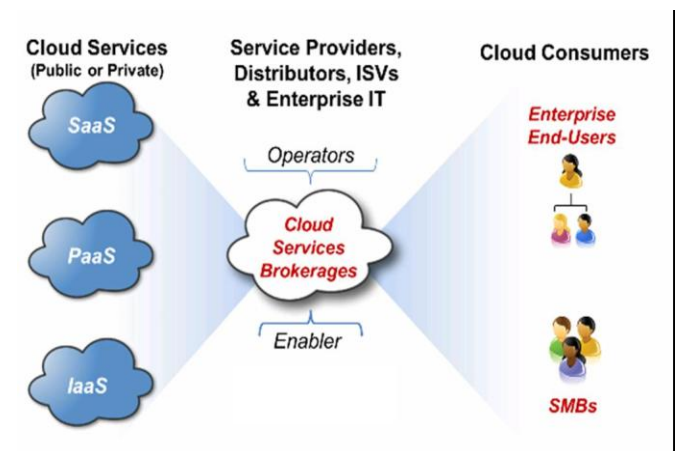 Cloud Services
(Public or Private)
SaaS
PaaS
IaaS
Service Providers,
Distributors, ISVs
& Enterprise IT
Operators
Cloud
Services
Brokerages
Enabler
Cloud Consumers
Enterprise
End-Users
SMBs